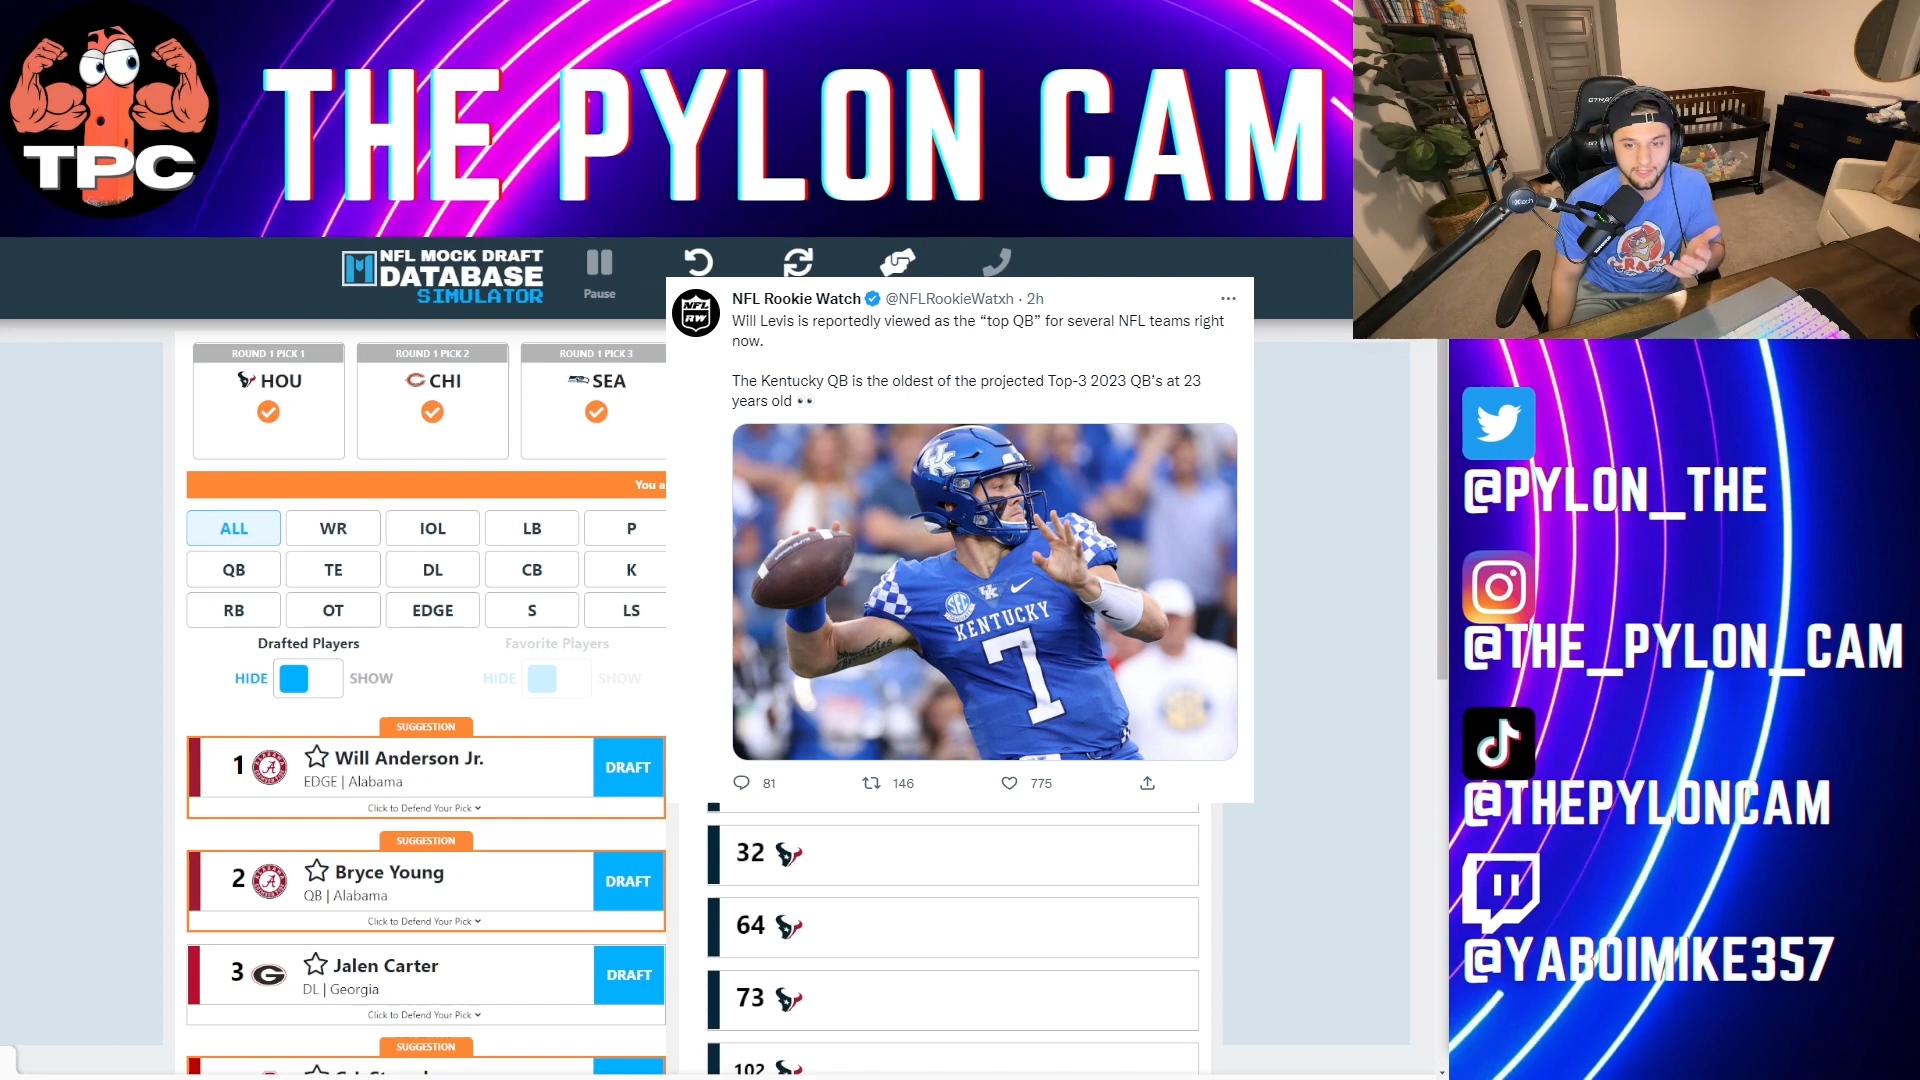 TPC
THE PYLON CAM
NFL MOCK DRAFT
DATABASE
SIMULATOR
Pause
ROUND 1 PICK 1
HOU
ROUND 1 PICK 2
CHI
ROUND 1 PICK 3
SEA
You a
ALL WR IOL LB P
QB TE DL CB K
RB OT EDGE S LS
Drafted Players
HIDE SHOW
Favorite Players
HIDE SHOW
SUGGESTION
1 Will Anderson Jr.
EDGE | Alabama
DRAFT
Click to Defend Your Pick
SUGGESTION
2 Bryce Young
QB | Alabama
DRAFT
Click to Defend Your Pick
3 Jalen Carter
DL | Georgia
DRAFT
Click to Defend Your Pick
SUGGESTION
NFL
RW
NFL Rookie Watch @NFLRookieWatxh · 2h
Will Levis is reportedly viewed as the “top QB” for several NFL teams right
now.
The Kentucky QB is the oldest of the projected Top-3 2023 QB’s at 23
years old 👀
SEC
KENTUCKY
7
81 146 775
32
64
73
102
@PYLON_THE
@THE_PYLON_CAM
@THEPYLONCAM
@YABOIMIKE357